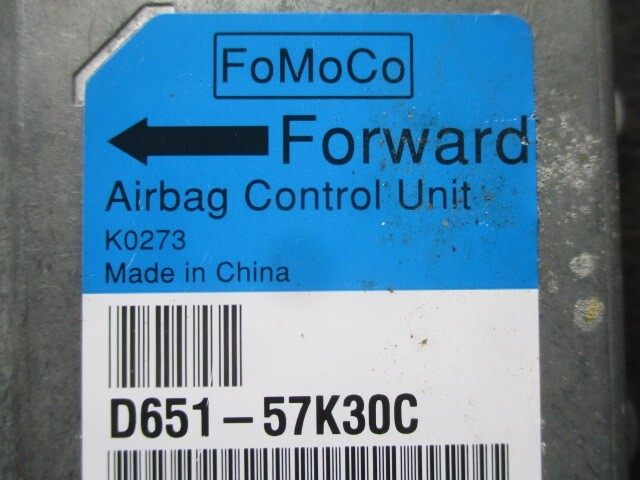 FoMoCo
Forward
Airbag Control Unit
K0273
Made in China
D651-57K30C